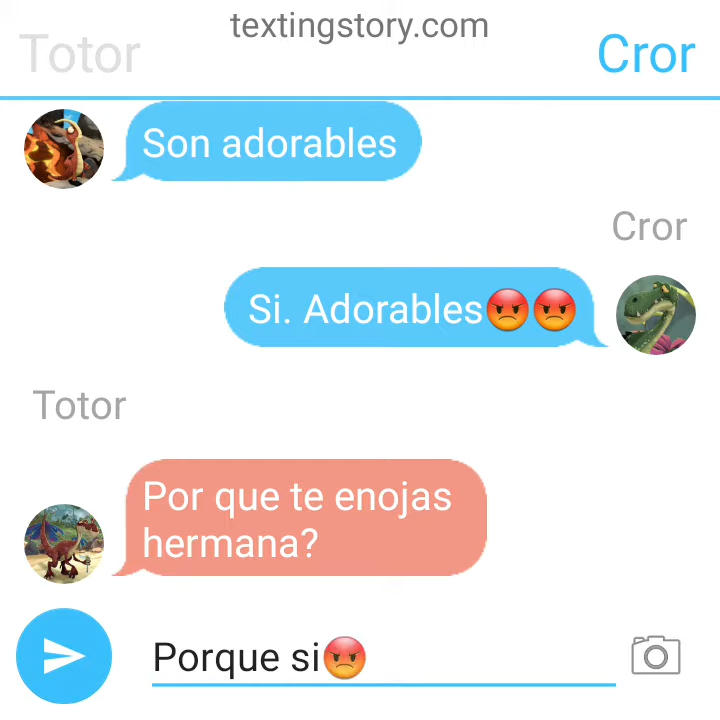 textingstory.com
Totor
Cror
Son adorables
Cror
Si. Adorables😡😡
Totor
Por que te enojas
hermana?
Porque si😡